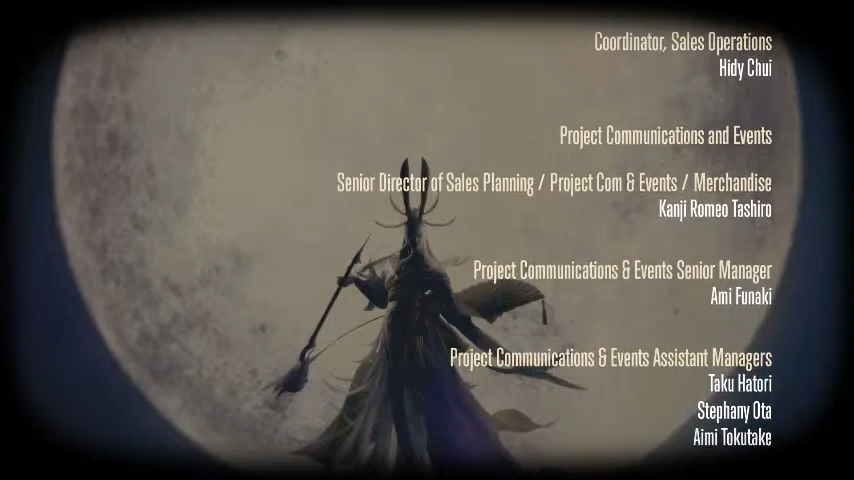 Coordinator, Sales Operations
Hidy Chui
Project Communications and Events
Senior Director of Sales Planning / Project Com & Events / Merchandise
Kanji Romeo Tashiro
Project Communications & Events Senior Manager
Ami Funaki
Project Communications & Events Assistant Managers
Taku Hatori
Stephany Ota
Aimi Tokutake